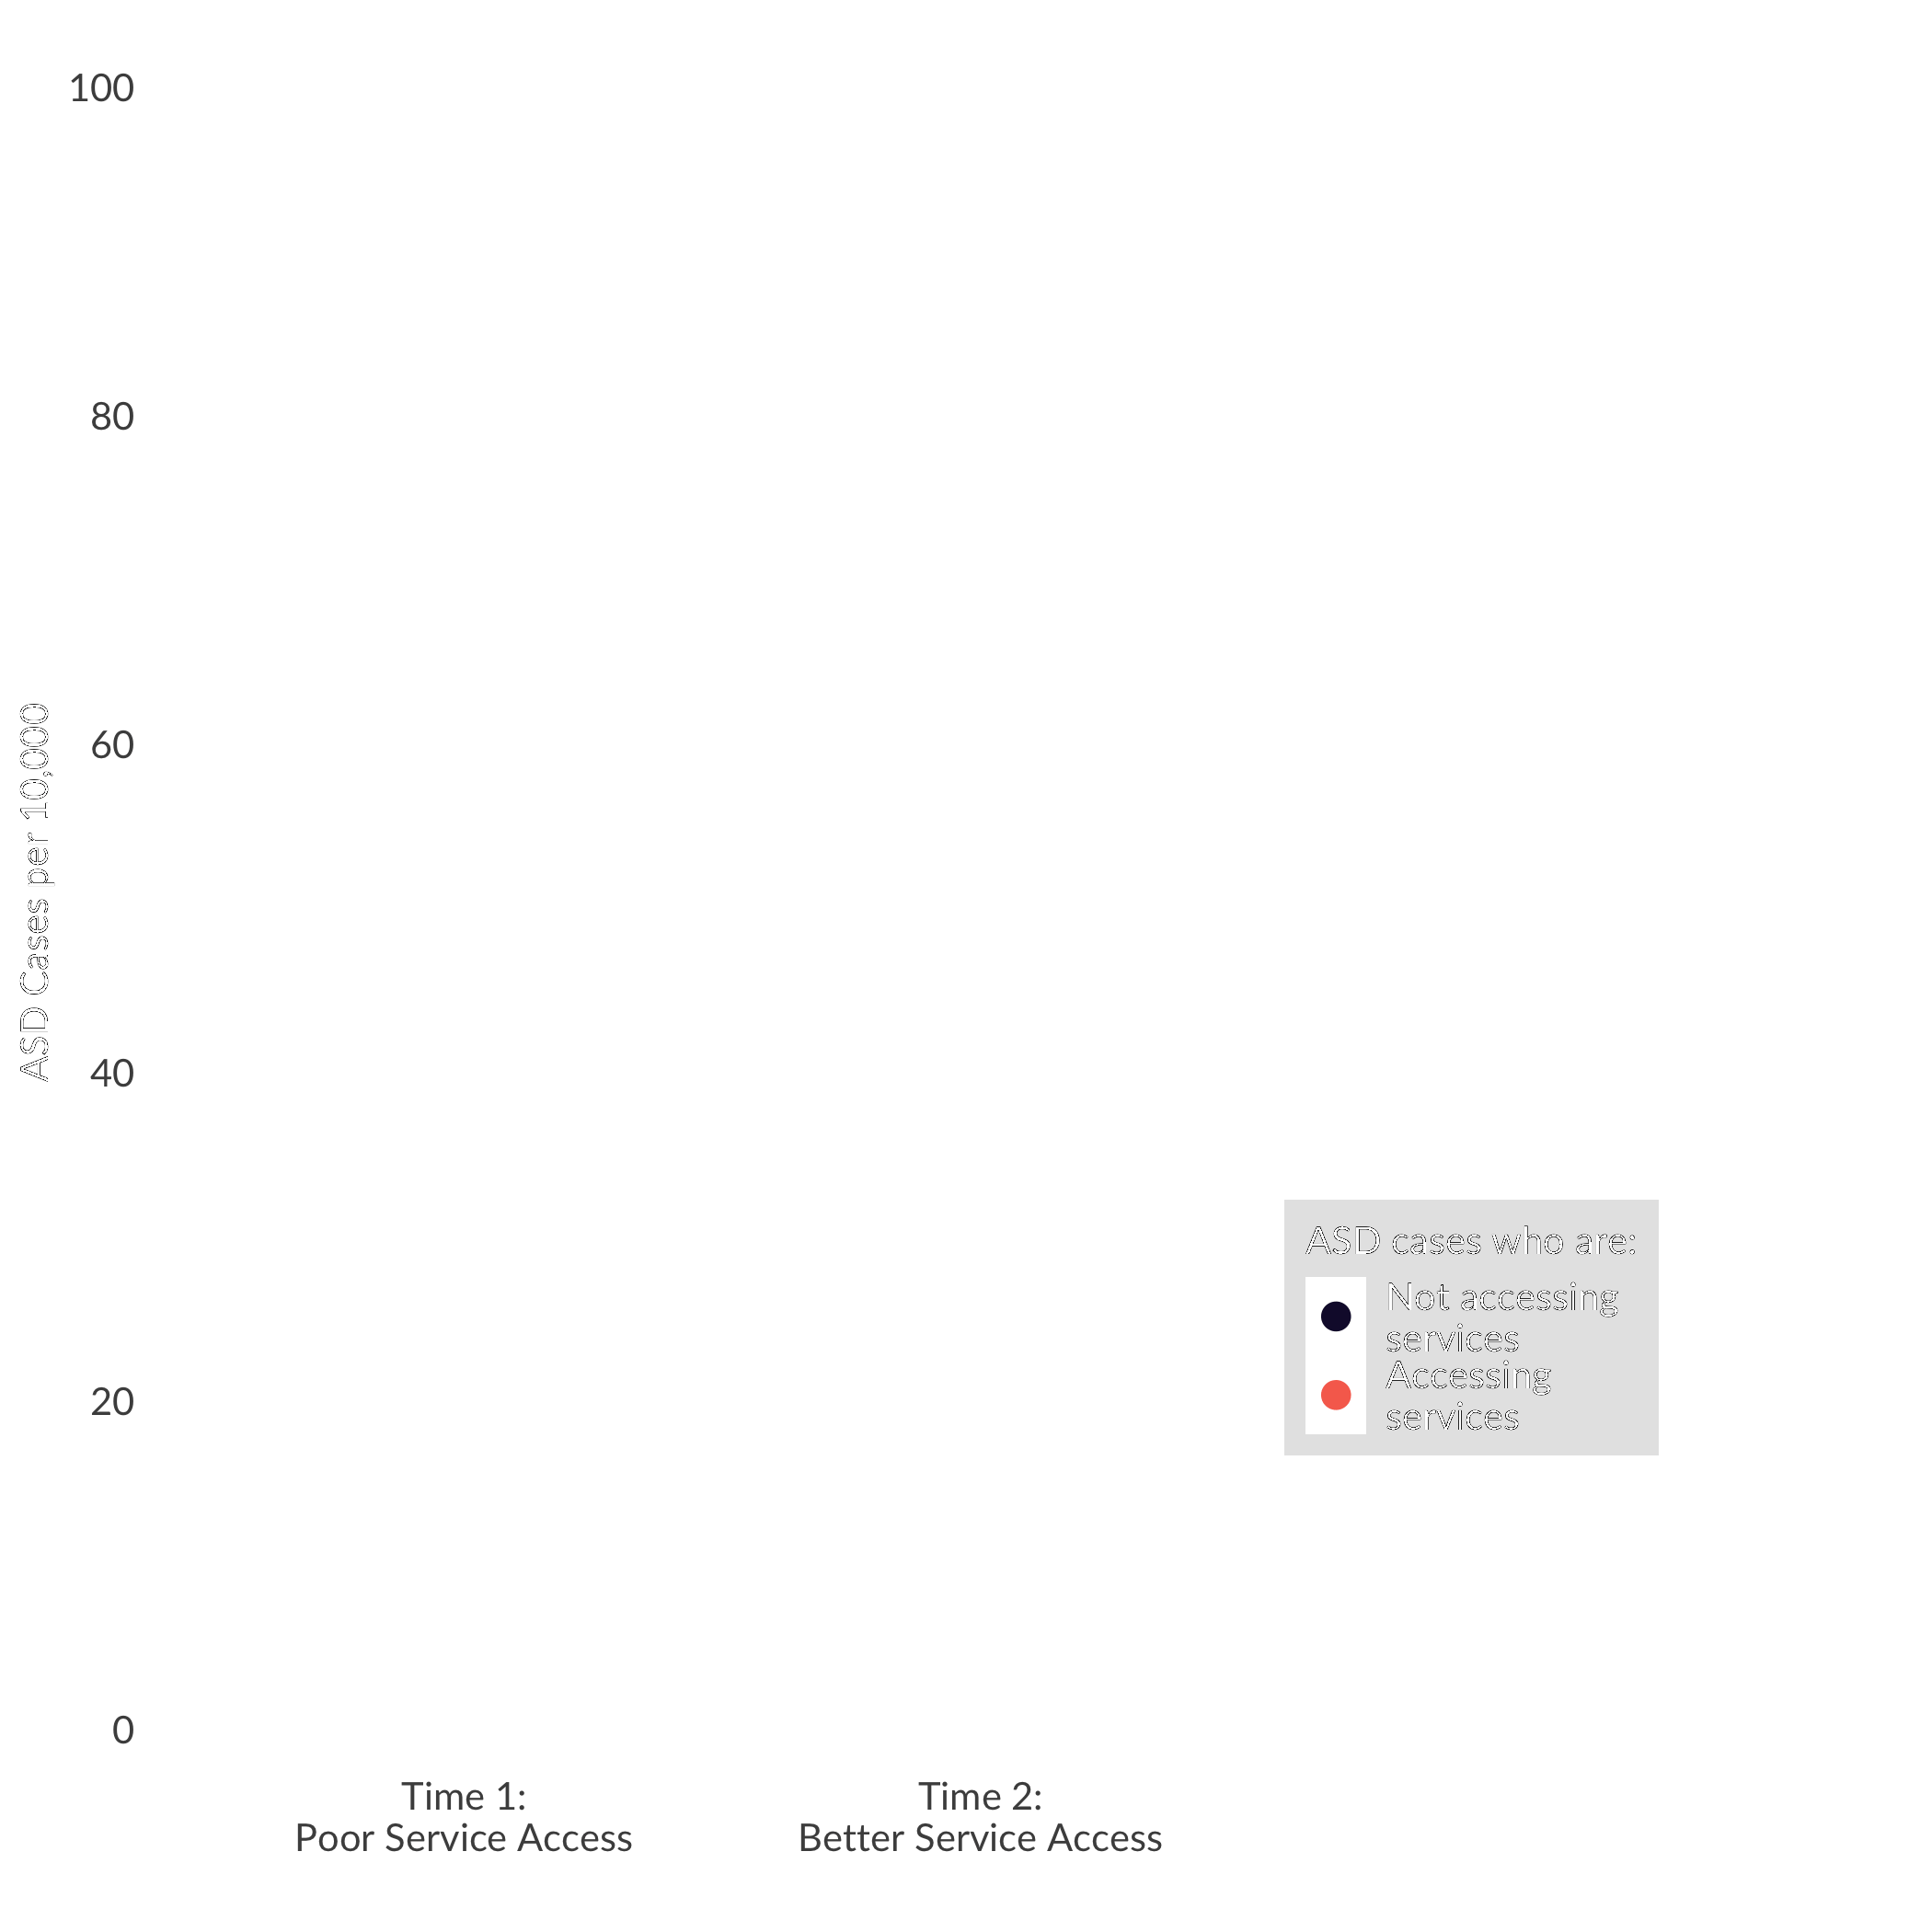 100
80
60
40
20
0
ASD Cases per 10,000
Time 1:
Poor Service Access
Time 2:
Better Service Access
ASD cases who are:
Not accessing
services
Accessing
services